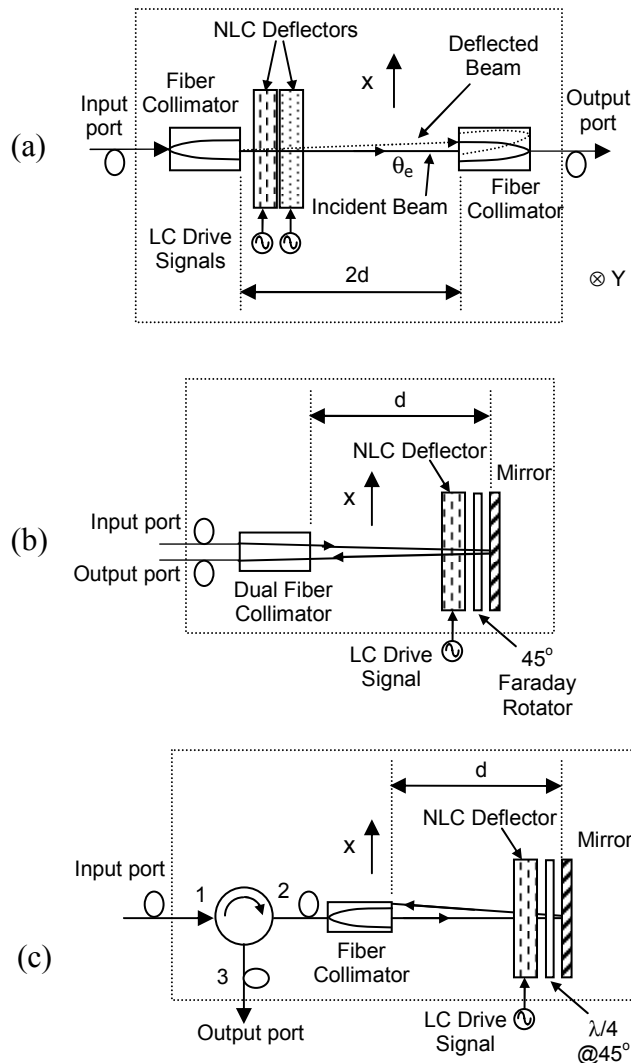 (a)
NLC Deflectors
Fiber
Collimator
Input
port
x
Deflected
Beam
Output
port
θe
Incident Beam
Fiber
Collimator
LC Drive
Signals
2d
⊗ Y
(b)
d
NLC Deflector
Mirror
x
Input port
Output port
Dual Fiber
Collimator
LC Drive
Signal
45°
Faraday
Rotator
(c)
d
NLC Deflector
Mirror
x
Input port
1
2
3
Fiber
Collimator
Output port
LC Drive
Signal
λ/4
@45°